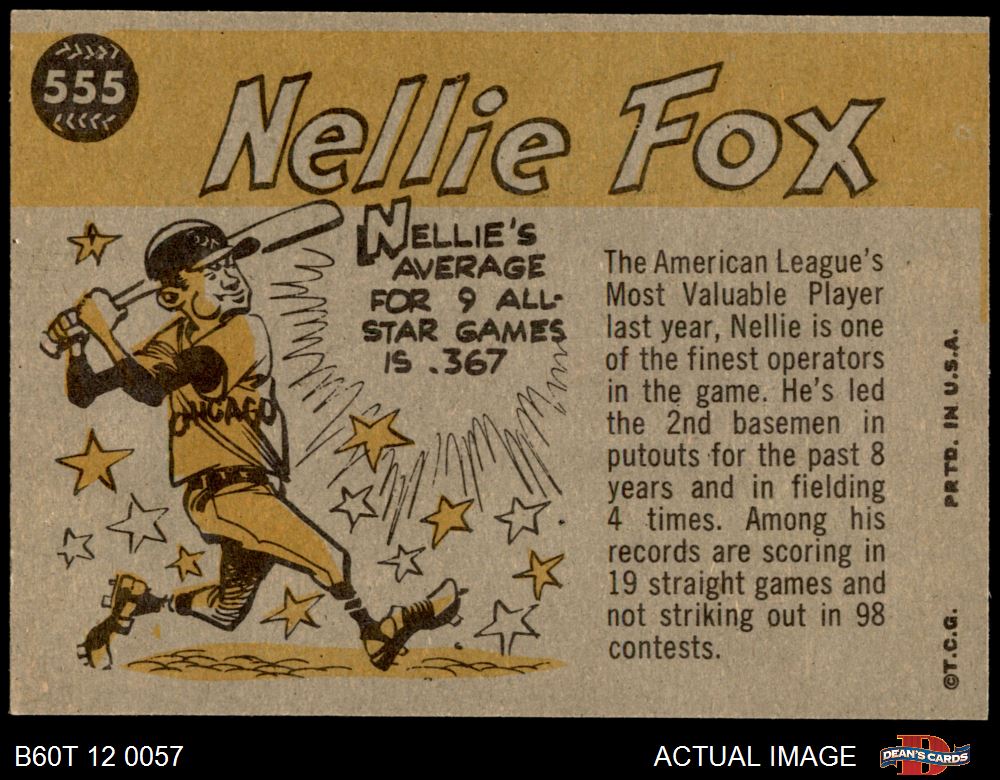 555
Nellie Fox
NELLIE'S
AVERAGE
FOR 9 ALL-
STAR GAMES
IS .367
CHICAGO
The American League's
Most Valuable Player
last year, Nellie is one
of the finest operators
in the game. He's led
the 2nd basemen in
putouts for the past 8
years and in fielding
4 times. Among his
records are scoring in
19 straight games and
not striking out in 98
contests.
©T.C.G. PRTD. IN U.S.A.
B60T 12 0057
ACTUAL IMAGE
DEAN'S CARDS